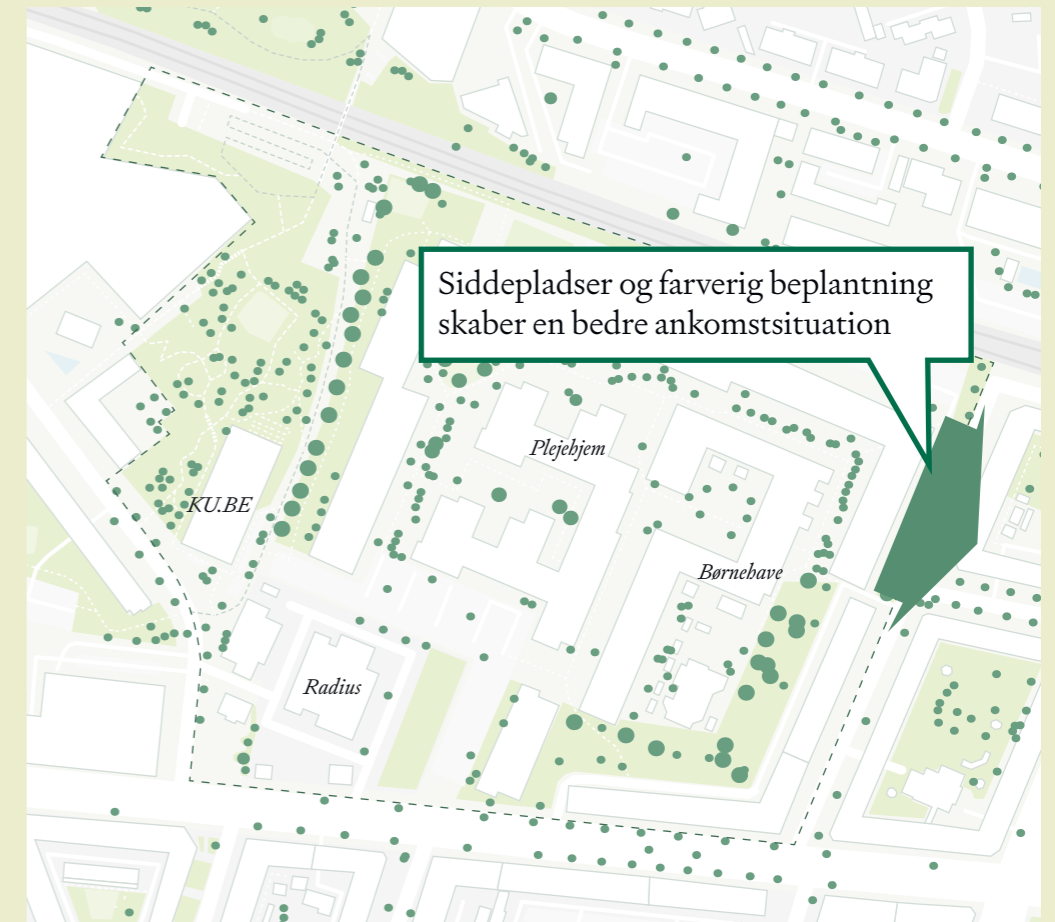 Siddepladser og farverig beplantning
skaber en bedre ankomstsituation
Plejehjem
KU.BE
Børnehave
Radius